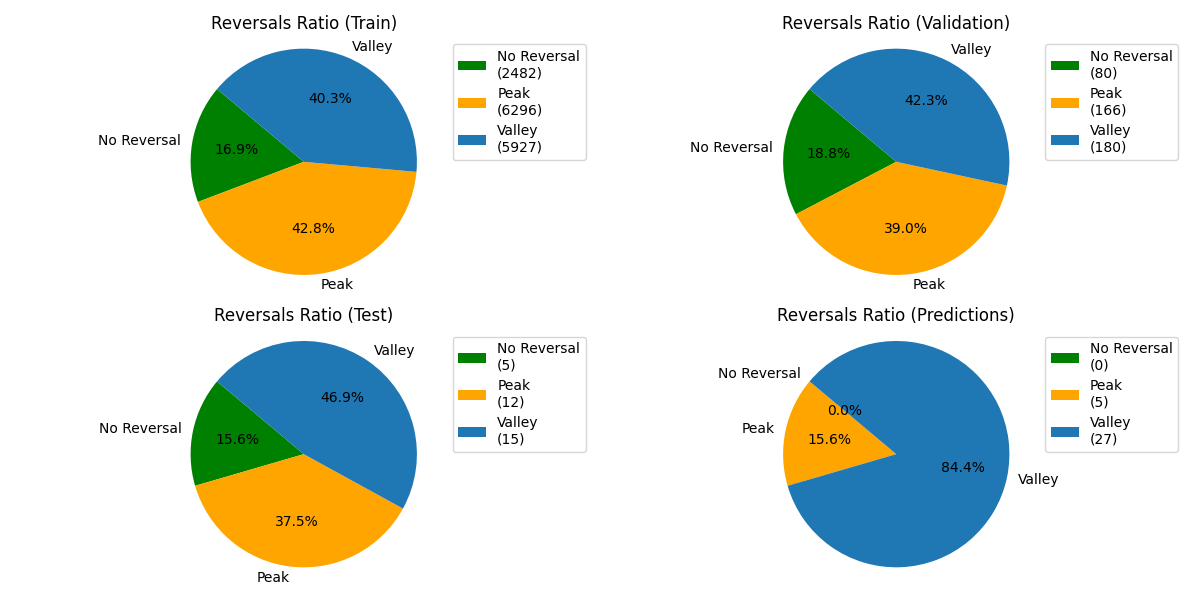 Reversals Ratio (Train)
Valley
40.3%
No Reversal
16.9%
42.8%
Peak
No Reversal
(2482)
Peak
(6296)
Valley
(5927)
Reversals Ratio (Validation)
Valley
42.3%
No Reversal
18.8%
39.0%
Peak
No Reversal
(80)
Peak
(166)
Valley
(180)
Reversals Ratio (Test)
Valley
46.9%
No Reversal
15.6%
37.5%
Peak
No Reversal
(5)
Peak
(12)
Valley
(15)
Reversals Ratio (Predictions)
No Reversal
0.0%
Peak
15.6%
84.4%
Valley
No Reversal
(0)
Peak
(5)
Valley
(27)